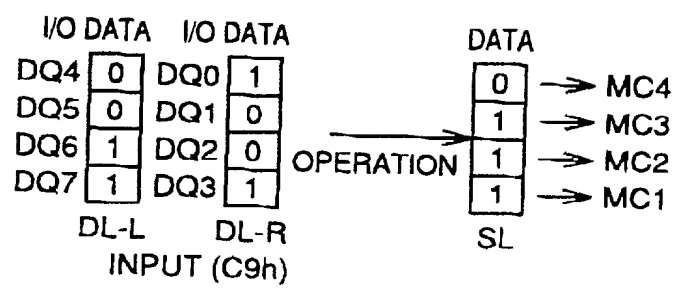 I/O DATA I/O DATA DATA
DQ4 0 DQ0 1 0 MC4
DQ5 0 DQ1 0 1 MC3
DQ6 1 DQ2 0 OPERATION 1 MC2
DQ7 1 DQ3 1 1 MC1
DL-L DL-R SL
INPUT (C9h)